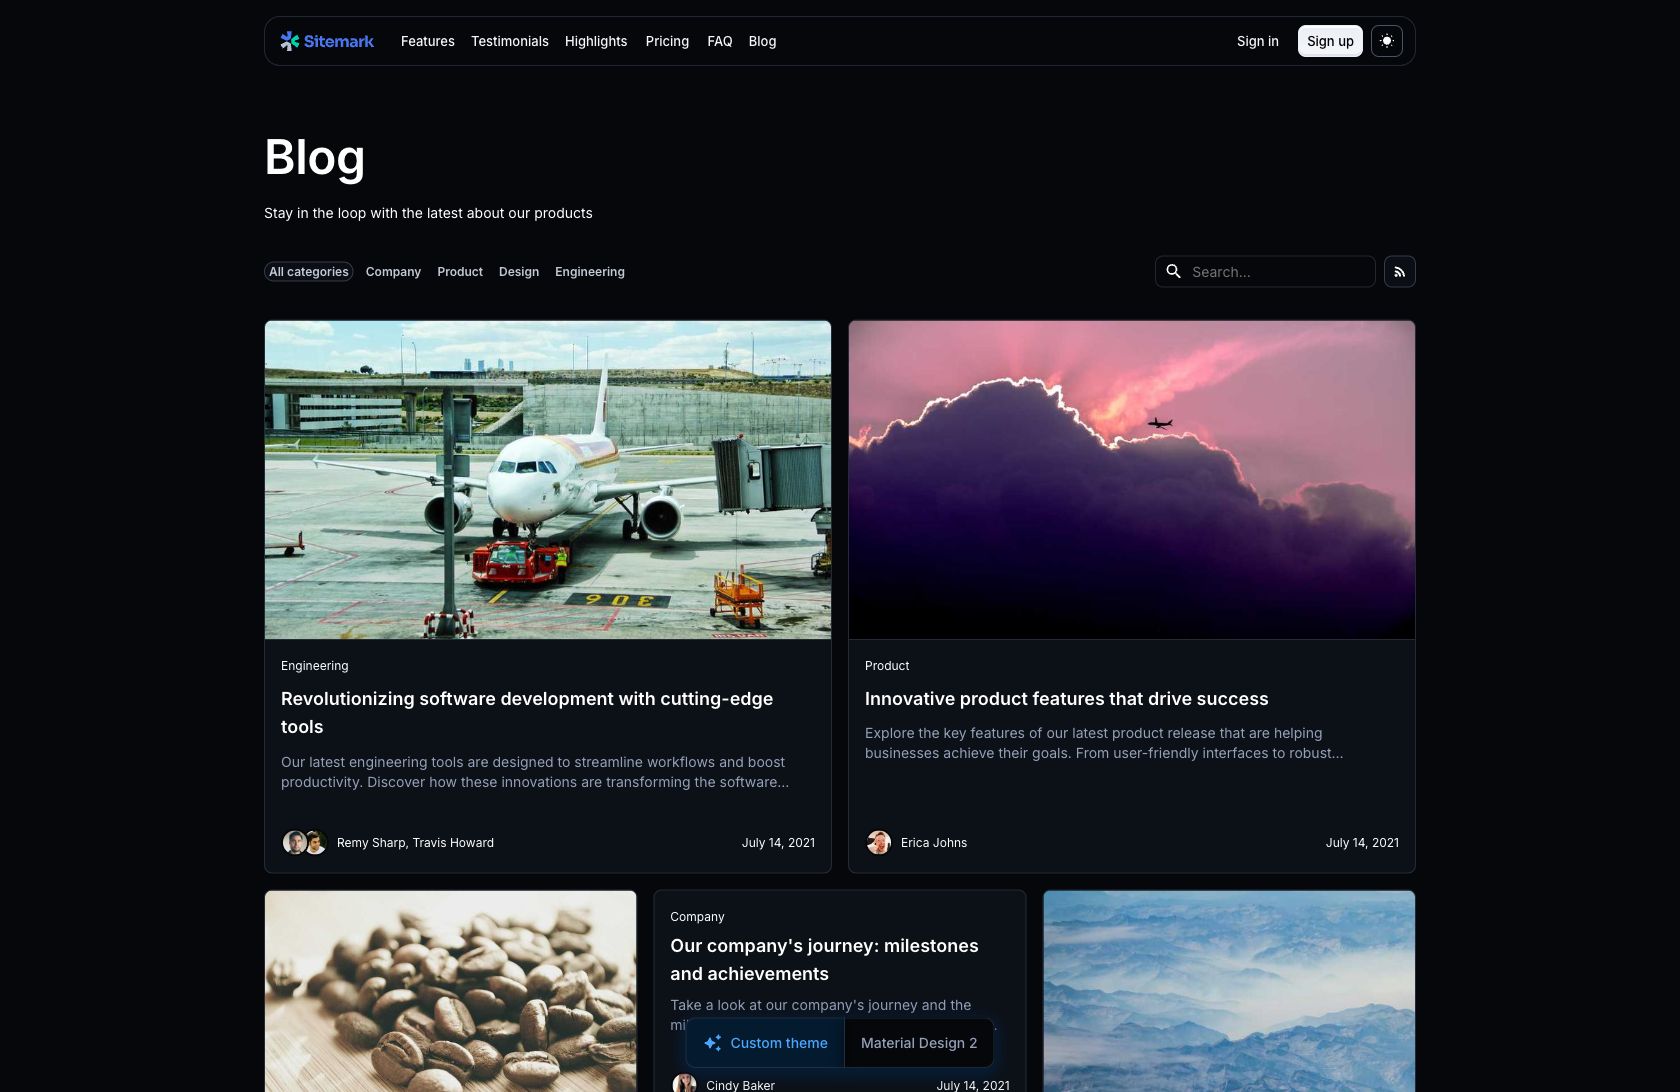 Sitemark Features Testimonials Highlights Pricing FAQ Blog Sign in Sign up
Blog
Stay in the loop with the latest about our products
All categories Company Product Design Engineering Search...
306
Engineering
Revolutionizing software development with cutting-edge
tools
Our latest engineering tools are designed to streamline workflows and boost
productivity. Discover how these innovations are transforming the software...
Remy Sharp, Travis Howard July 14, 2021
Product
Innovative product features that drive success
Explore the key features of our latest product release that are helping
businesses achieve their goals. From user-friendly interfaces to robust...
Erica Johns July 14, 2021
Company
Our company's journey: milestones
and achievements
Take a look at our company's journey and the
Custom theme Material Design 2
Cindy Baker July 14, 2021